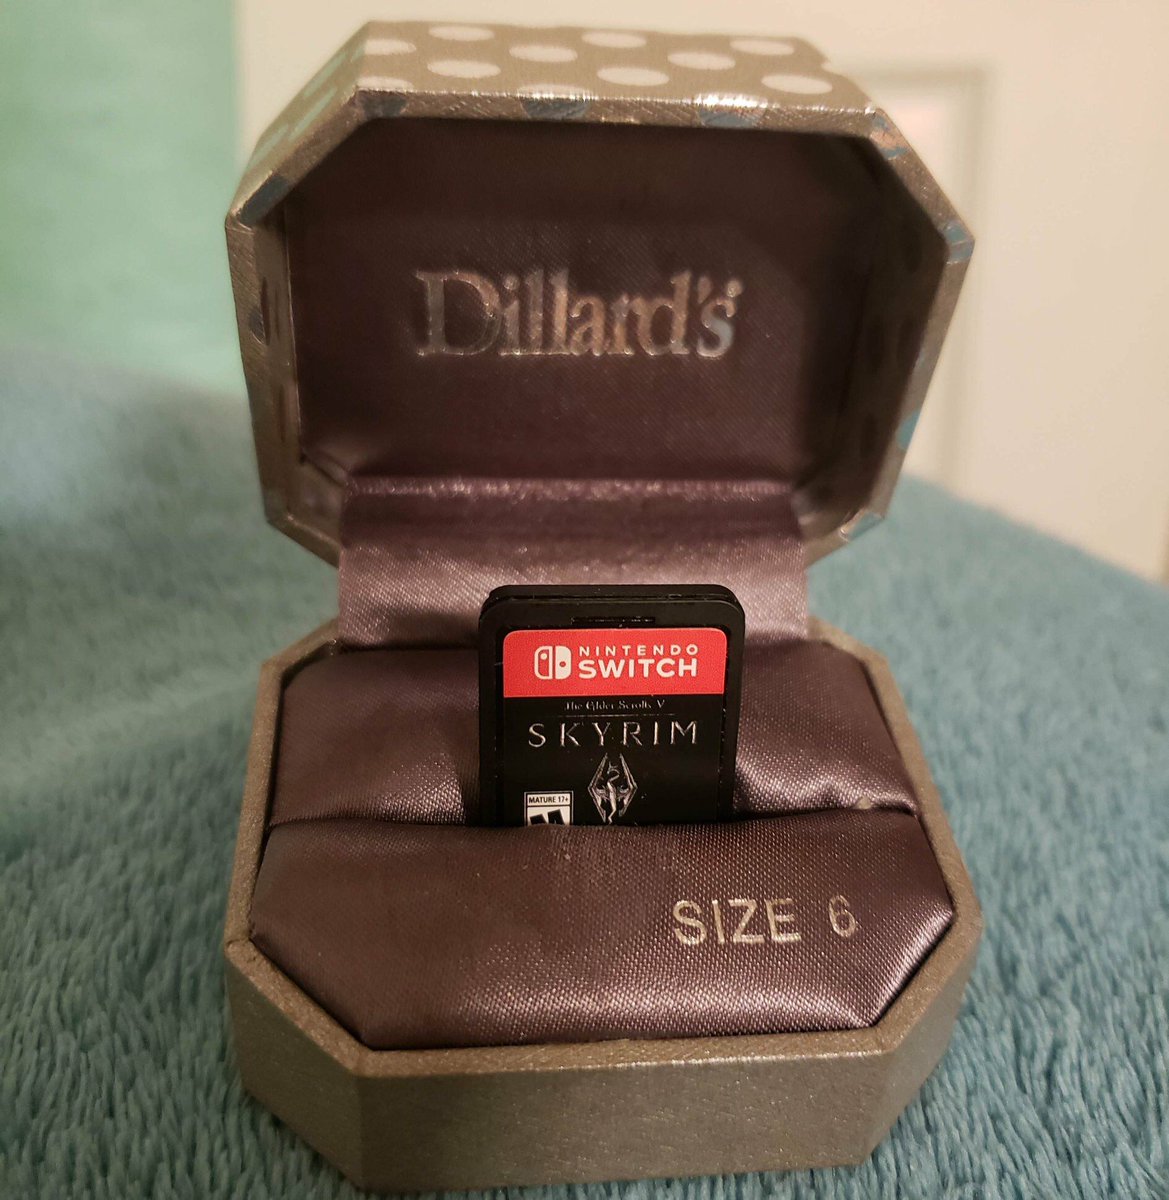 Dillard's
NINTENDO
SWITCH
The Elder Scrolls V
SKYRIM
MATURE 17+
M
SIZE 6